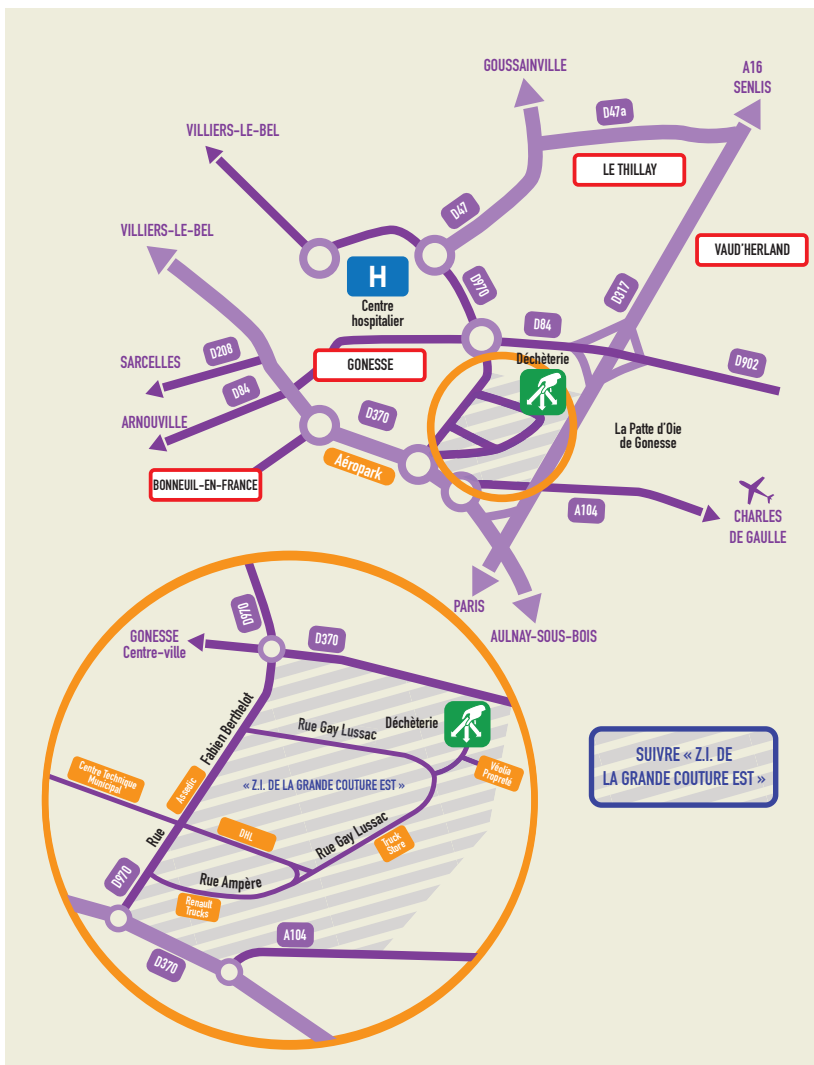 GOUSSAINVILLE
A16
SENLIS
D47a
VILLIERS-LE-BEL
LE THILLAY
D47
VILLIERS-LE-BEL
VAUD'HERLAND
H
Centre
hospitalier
D970
D317
D84
D208
SARCELLES
GONESSE
Déchèterie
D902
D84
ARNOUVILLE
D370
La Patte d'Oie
de Gonesse
Aéropark
BONNEUIL-EN-FRANCE
A104
CHARLES
DE GAULLE
PARIS
AULNAY-SOUS-BOIS
D970
GONESSE
Centre-ville
D370
Rue Gay Lussac
Déchèterie
Fabien Berthelot
Centre Technique
Municipal
Assedic
« Z.I. DE LA GRANDE COUTURE EST »
Véolia
Propreté
Rue
DHL
Rue Gay Lussac
Truck
Store
D970
Rue Ampère
Renault
Trucks
A104
D370
SUIVRE « Z.I. DE
LA GRANDE COUTURE EST »